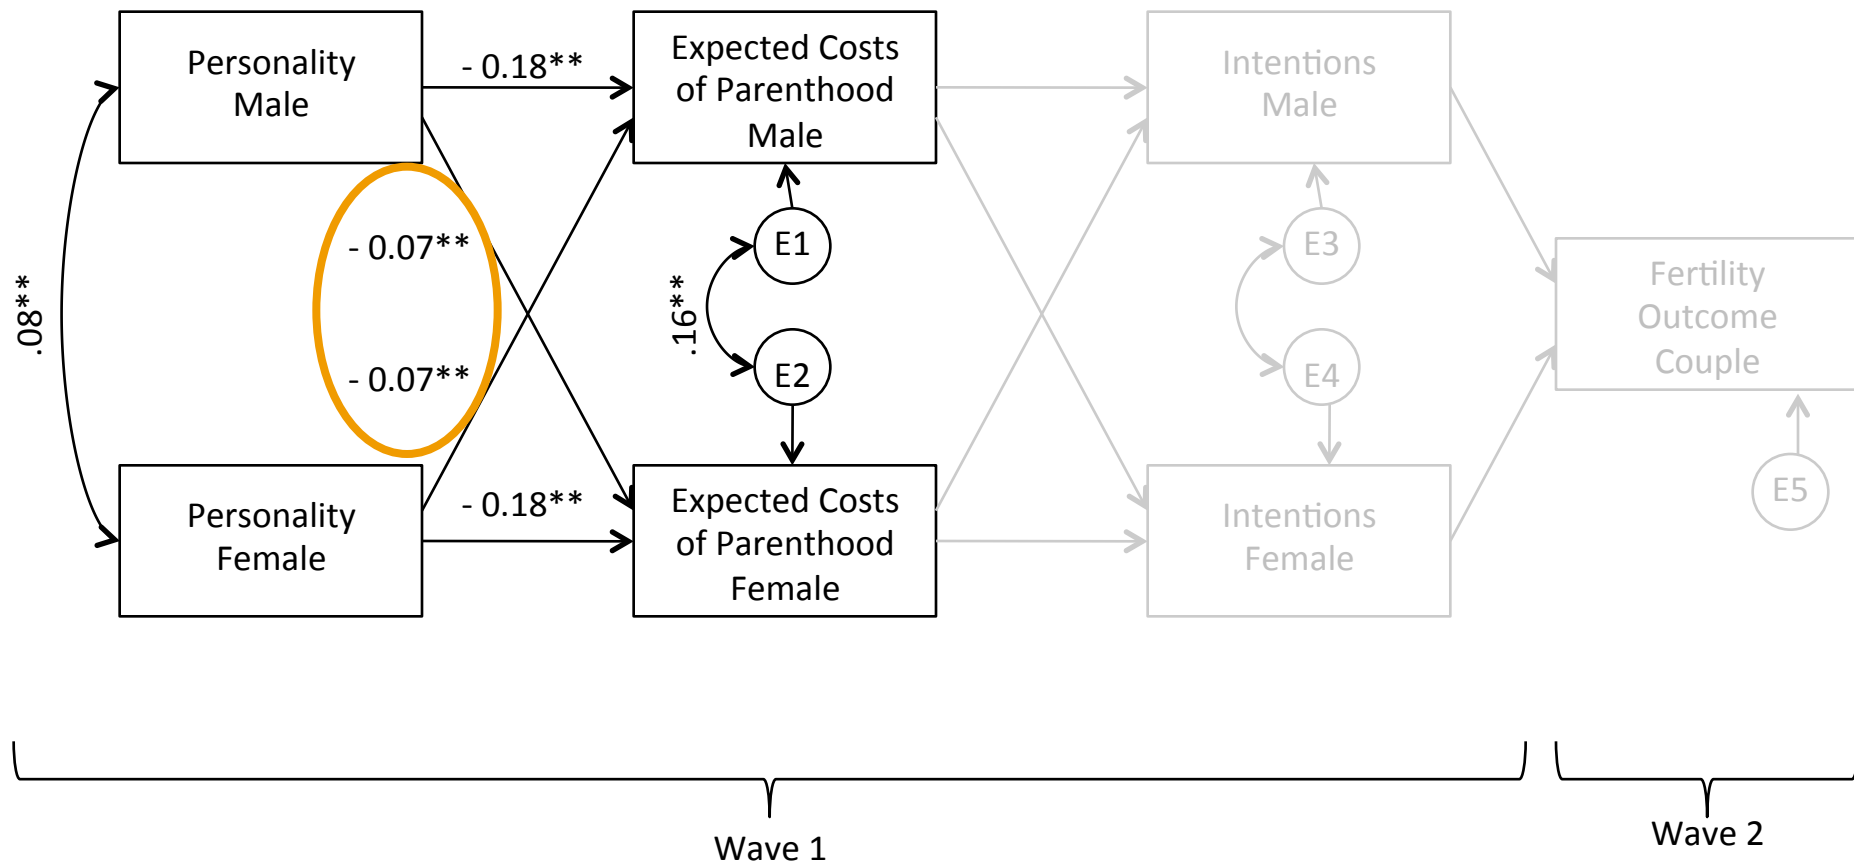 Personality
Male
- 0.18**
Expected Costs
of Parenthood
Male
Intentions
Male
- 0.07**
- 0.07**
.08**
E1
.16**
E2
E3
E4
Fertility
Outcome
Couple
E5
Personality
Female
- 0.18**
Expected Costs
of Parenthood
Female
Intentions
Female
Wave 1
Wave 2